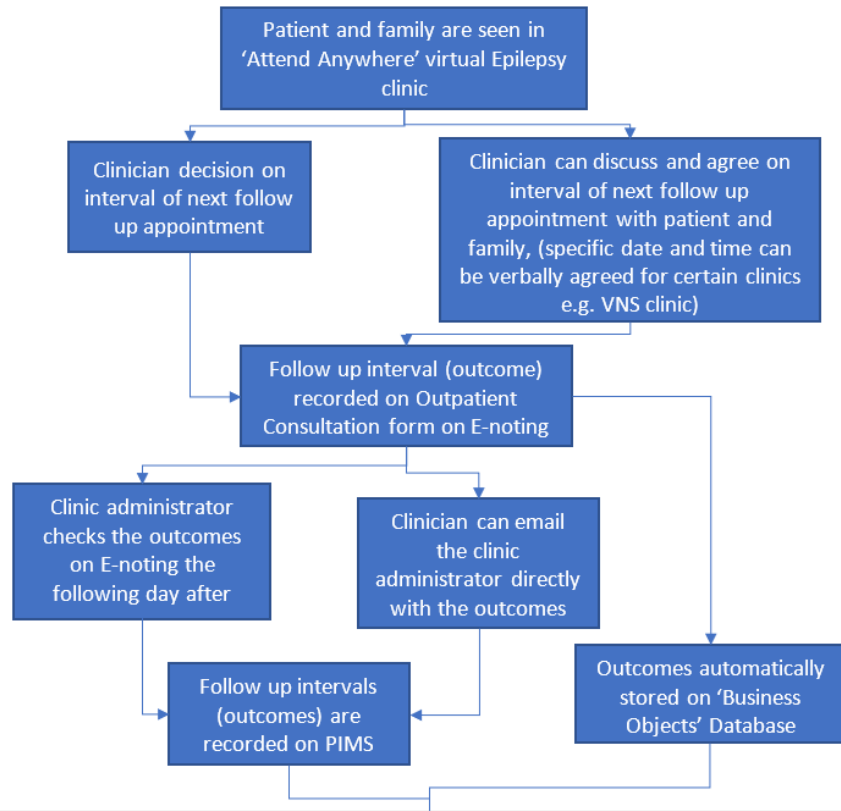 Patient and family are seen in
‘Attend Anywhere’ virtual Epilepsy
clinic
Clinician decision on
interval of next follow
up appointment
Clinician can discuss and agree on
interval of next follow up
appointment with patient and
family, (specific date and time can
be verbally agreed for certain clinics
e.g. VNS clinic)
Follow up interval (outcome)
recorded on Outpatient
Consultation form on E-noting
Clinic administrator
checks the outcomes
on E-noting the
following day after
Clinician can email
the clinic
administrator directly
with the outcomes
Follow up intervals
(outcomes) are
recorded on PIMS
Outcomes automatically
stored on ‘Business
Objects’ Database